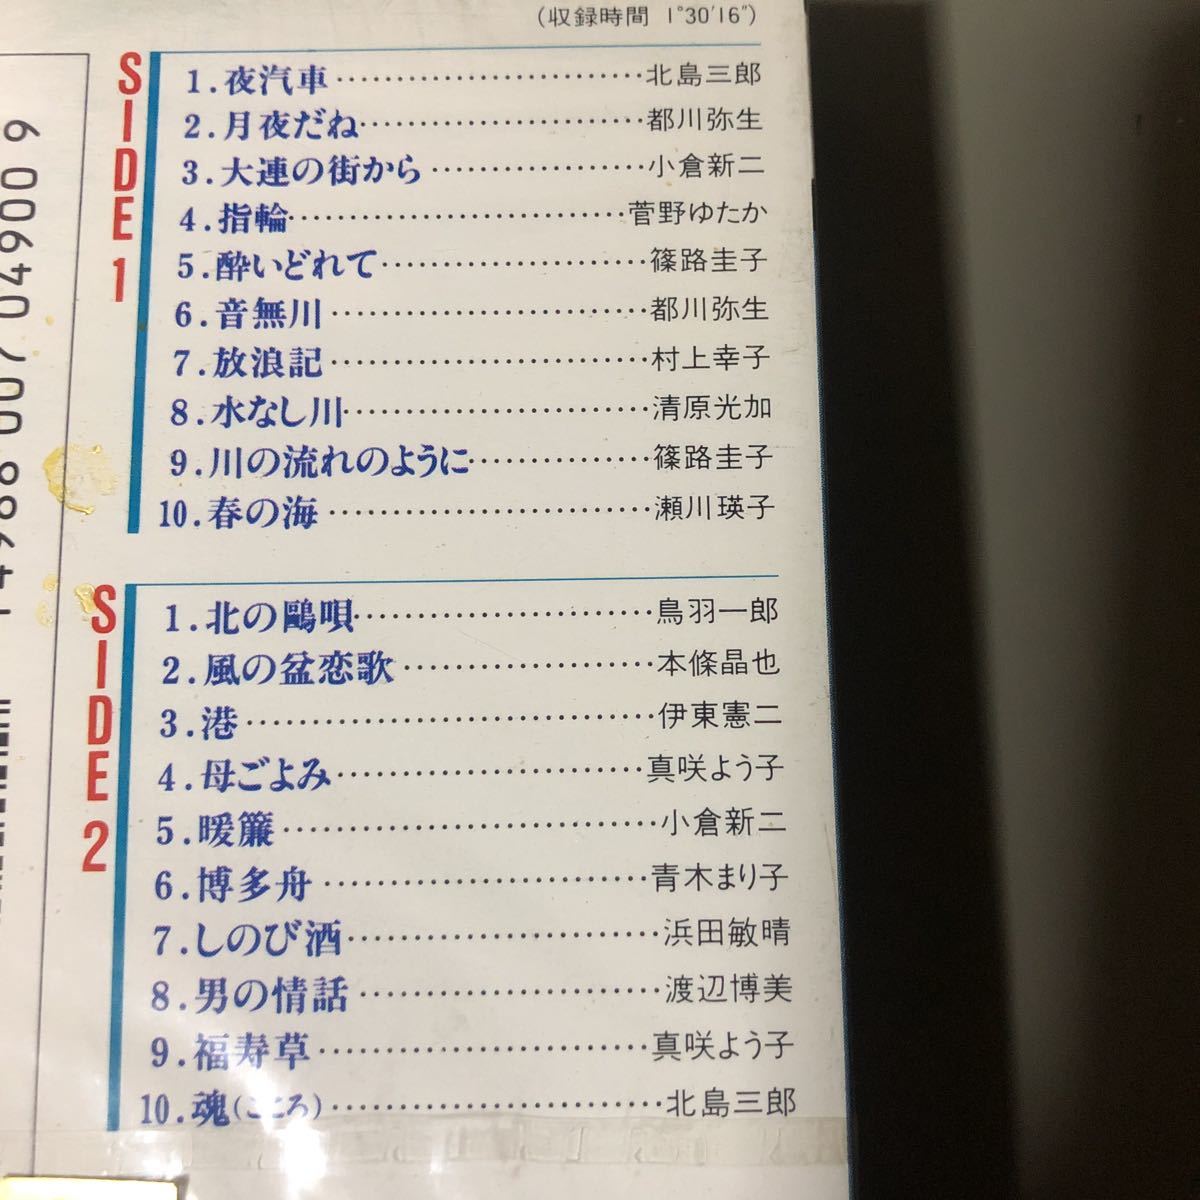 (収録時間 1°30′16″)
SIDE 1
1.夜汽車……………………北島三郎
2.月夜だね……………………都川弥生
3.大連の街から………………小倉新二
4.指輪…………………………菅野ゆたか
5.酔いどれて…………………篠路圭子
6.音無川………………………都川弥生
7.放浪記………………………村上幸子
8.水なし川……………………清原光加
9.川の流れのように…………篠路圭子
10.春の海………………………瀬川瑛子
SIDE 2
1.北の鷗唄……………………鳥羽一郎
2.風の盆恋歌…………………本條晶也
3.港……………………………伊東憲二
4.母ごよみ……………………真咲よう子
5.暖簾…………………………小倉新二
6.博多舟………………………青木まり子
7.しのび酒……………………浜田敏晴
8.男の情話……………………渡辺博美
9.福寿草………………………真咲よう子
10.魂(こころ)…………………北島三郎